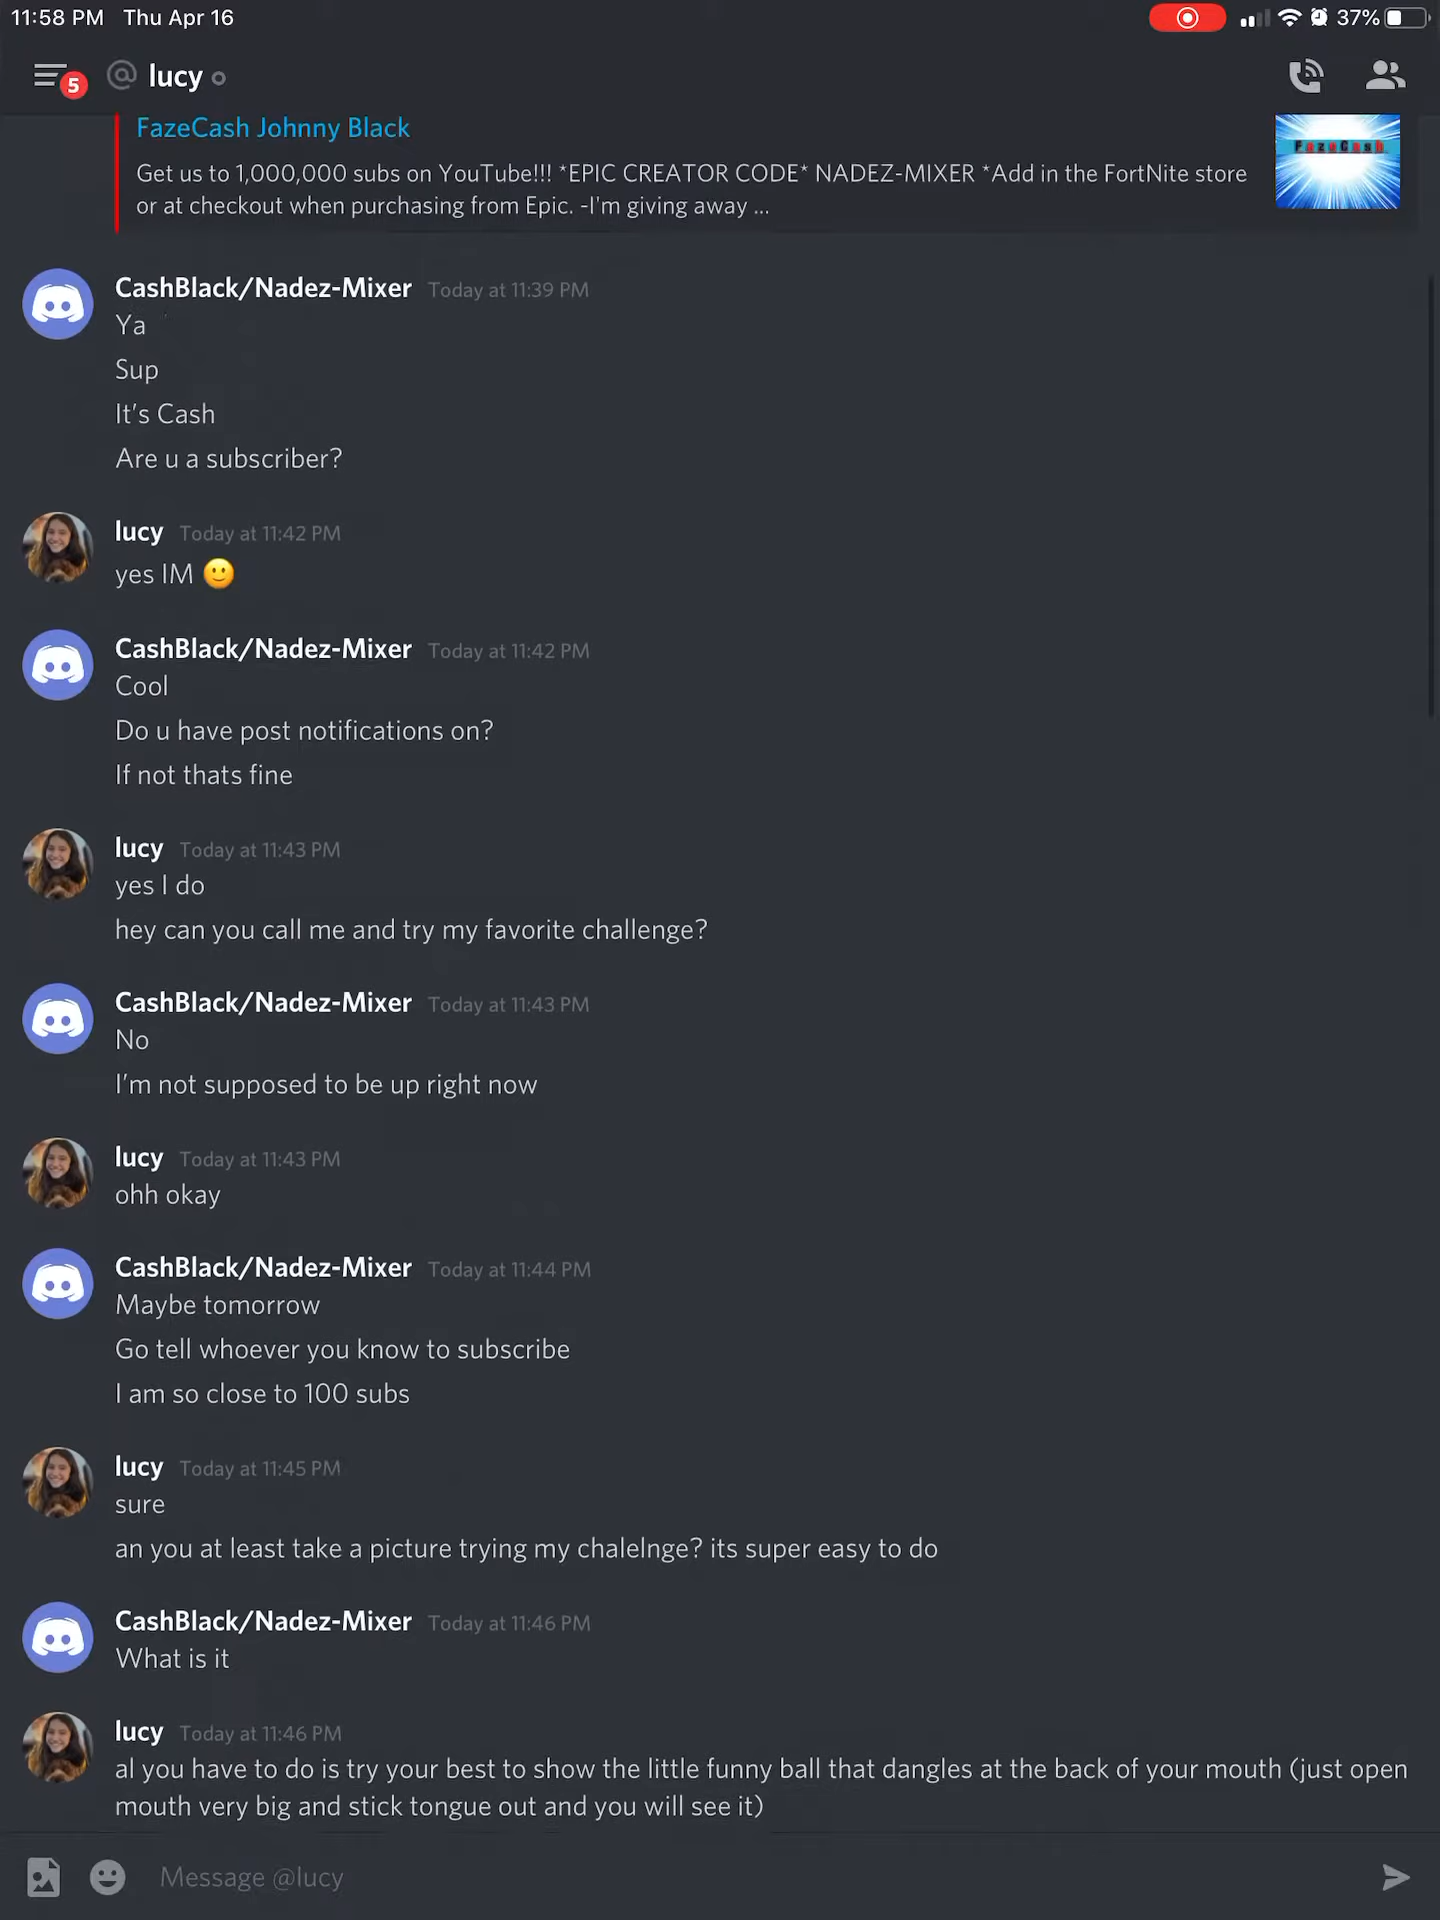 11:58 PM Thu Apr 16
37%
5
@ lucy
FazeCash Johnny Black
Get us to 1,000,000 subs on YouTube!!! *EPIC CREATOR CODE* NADEZ-MIXER *Add in the FortNite store
or at checkout when purchasing from Epic. -I'm giving away ...
FazeCash
CashBlack/Nadez-Mixer Today at 11:39 PM
Ya
Sup
It's Cash
Are u a subscriber?
lucy Today at 11:42 PM
yes IM 🙂
CashBlack/Nadez-Mixer Today at 11:42 PM
Cool
Do u have post notifications on?
If not thats fine
lucy Today at 11:43 PM
yes I do
hey can you call me and try my favorite challenge?
CashBlack/Nadez-Mixer Today at 11:43 PM
No
I'm not supposed to be up right now
lucy Today at 11:43 PM
ohh okay
CashBlack/Nadez-Mixer Today at 11:44 PM
Maybe tomorrow
Go tell whoever you know to subscribe
I am so close to 100 subs
lucy Today at 11:45 PM
sure
an you at least take a picture trying my chalelnge? its super easy to do
CashBlack/Nadez-Mixer Today at 11:46 PM
What is it
lucy Today at 11:46 PM
al you have to do is try your best to show the little funny ball that dangles at the back of your mouth (just open
mouth very big and stick tongue out and you will see it)
Message @lucy